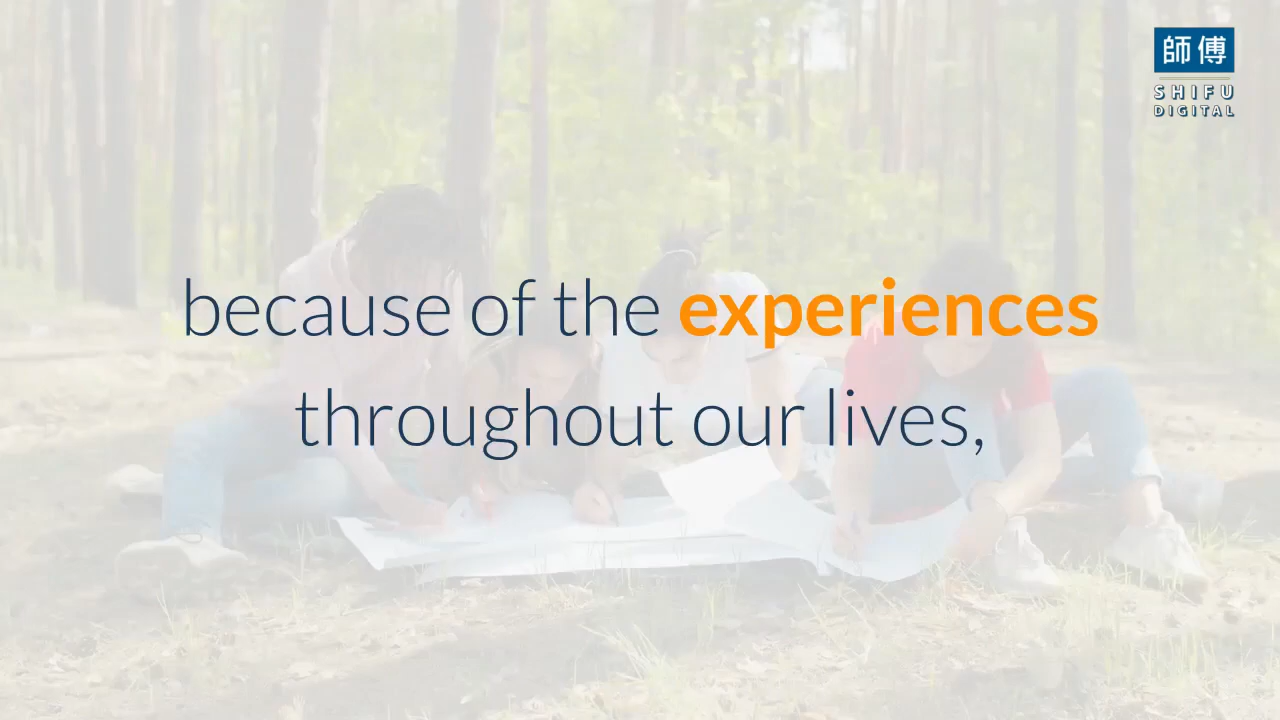 師傅
SHIFU
DIGITAL
because of the experiences
throughout our lives,